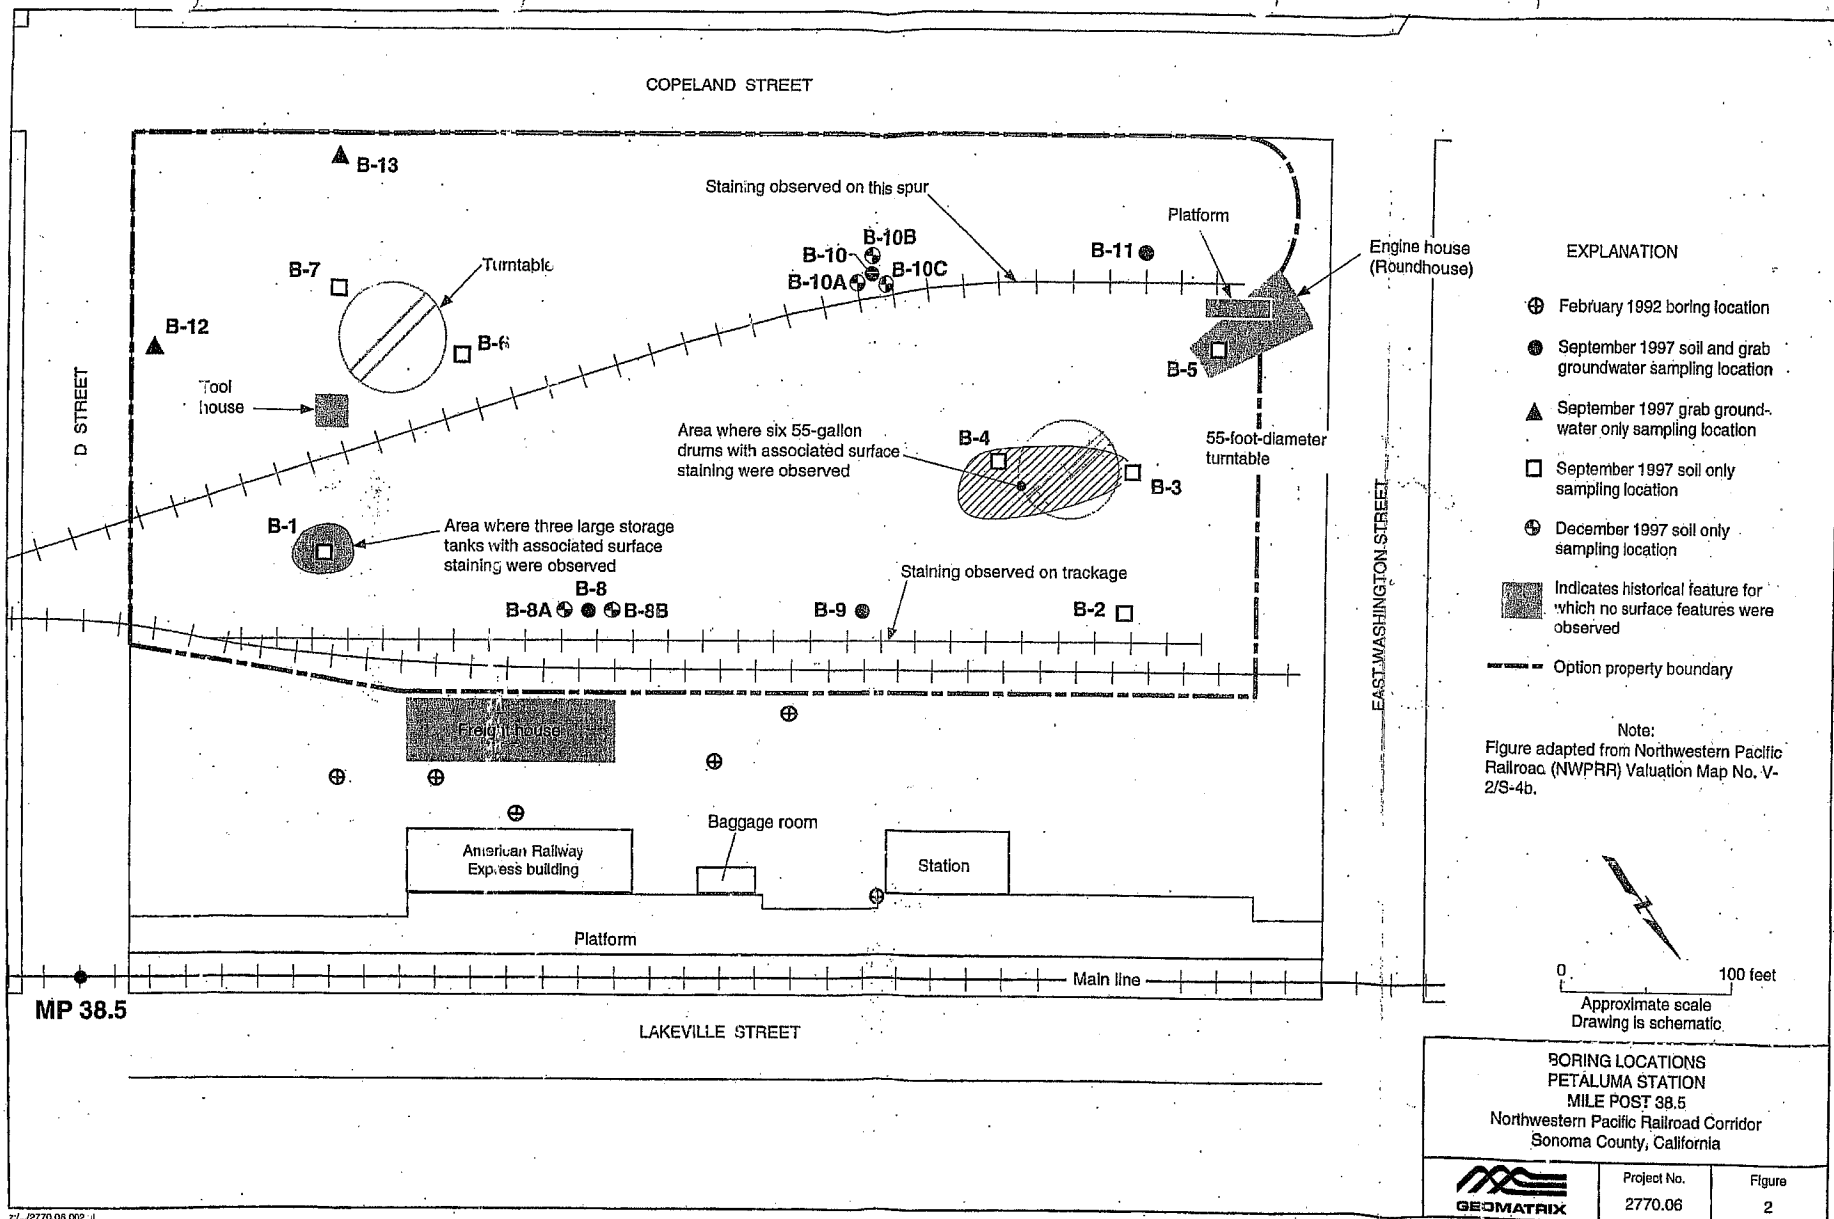 COPELAND STREET
B-13
Staining observed on this spur
Platform
B-10B
B-10
B-11
Engine house
(Roundhouse)
B-7
Turntable
B-10A
B-10C
B-12
B-6
Tool
house
B-5
D STREET
Area where six 55-gallon
drums with associated surface
staining were observed
B-4
55-foot-diameter
turntable
B-3
B-1
Area where three large storage
tanks with associated surface
staining were observed
Staining observed on trackage
B-8
B-8A
B-8B
B-9
B-2
EAST WASHINGTON STREET
Freight house
Baggage room
American Railway
Express building
Station
Platform
Main line
MP 38.5
LAKEVILLE STREET
EXPLANATION
February 1992 boring location
September 1997 soil and grab
groundwater sampling location
September 1997 grab ground-
water only sampling location
September 1997 soil only
sampling location
December 1997 soil only
sampling location
Indicates historical feature for
which no surface features were
observed
Option property boundary
Note:
Figure adapted from Northwestern Pacific
Railroad (NWPRR) Valuation Map No. V-
2/S-4b.
0
100 feet
Approximate scale
Drawing is schematic
BORING LOCATIONS
PETALUMA STATION
MILE POST 38.5
Northwestern Pacific Railroad Corridor
Sonoma County, California
GEOMATRIX
Project No.
2770.06
Figure
2